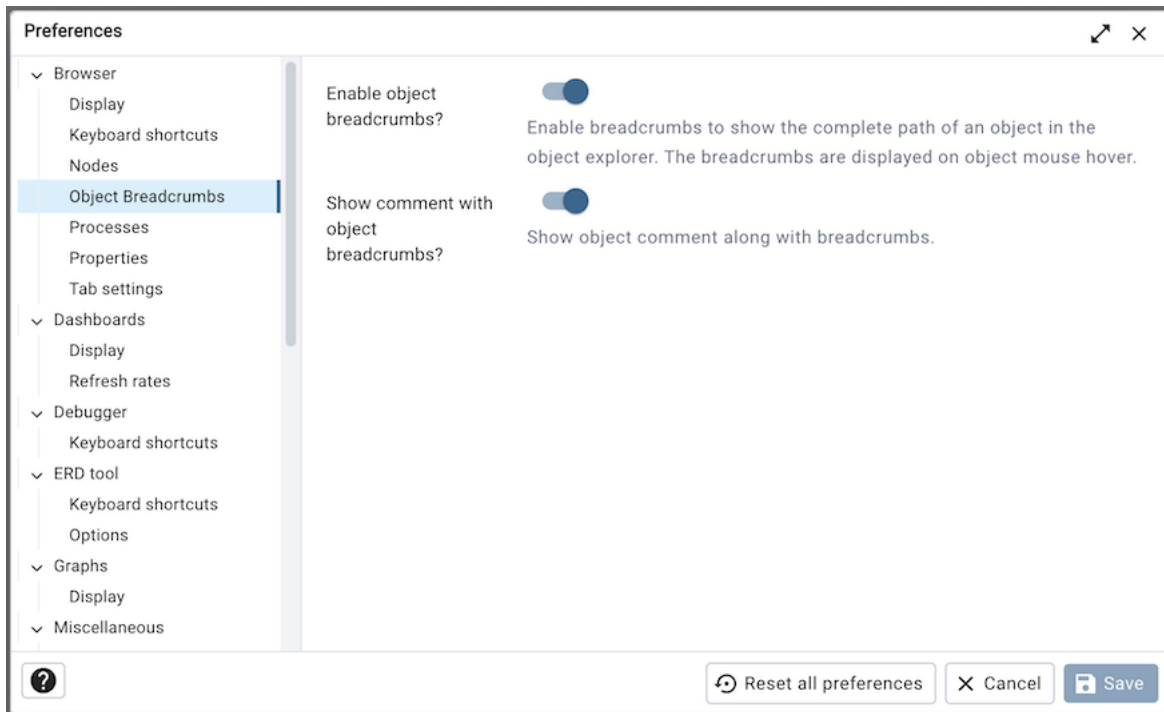 Preferences
Browser
Display
Keyboard shortcuts
Nodes
Object Breadcrumbs
Processes
Properties
Tab settings
Dashboards
Display
Refresh rates
Debugger
Keyboard shortcuts
ERD tool
Keyboard shortcuts
Options
Graphs
Display
Miscellaneous
Enable object
breadcrumbs?
Enable breadcrumbs to show the complete path of an object in the
object explorer. The breadcrumbs are displayed on object mouse hover.
Show comment with
object
breadcrumbs?
Show object comment along with breadcrumbs.
?
Reset all preferences
Cancel
Save